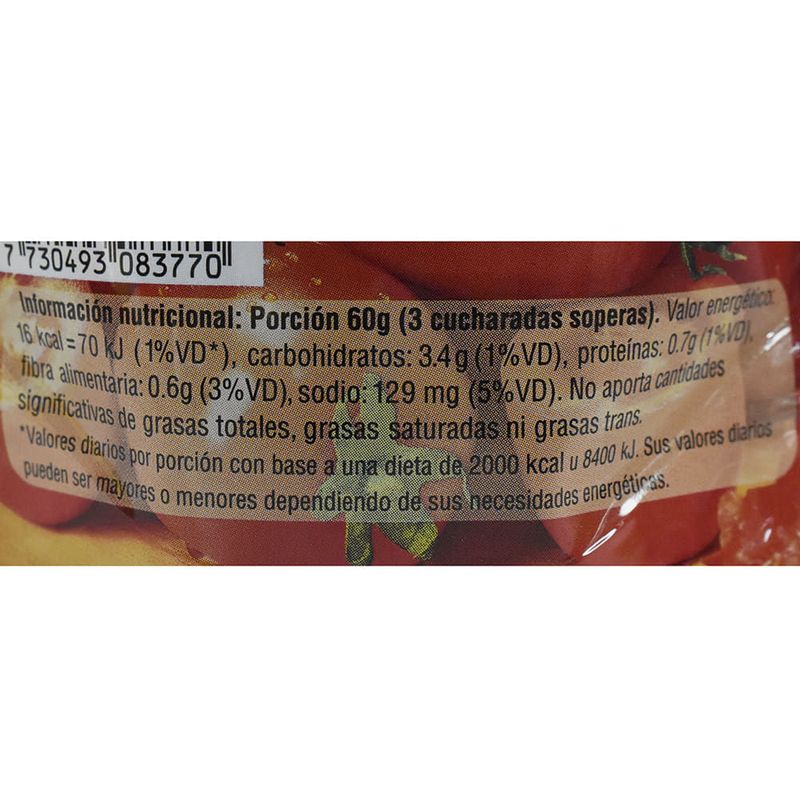 7 730493 083770
Información nutricional: Porción 60g (3 cucharadas soperas). Valor energético:
16 kcal=70 kJ (1%VD*), carbohidratos: 3.4g (1%VD), proteínas: 0.7g (1%VD),
fibra alimentaria: 0.6g (3%VD), sodio: 129 mg (5%VD). No aporta cantidades
significativas de grasas totales, grasas saturadas ni grasas trans.
*Valores diarios por porción con base a una dieta de 2000 kcal u 8400 kJ. Sus valores diarios
pueden ser mayores o menores dependiendo de sus necesidades energéticas.